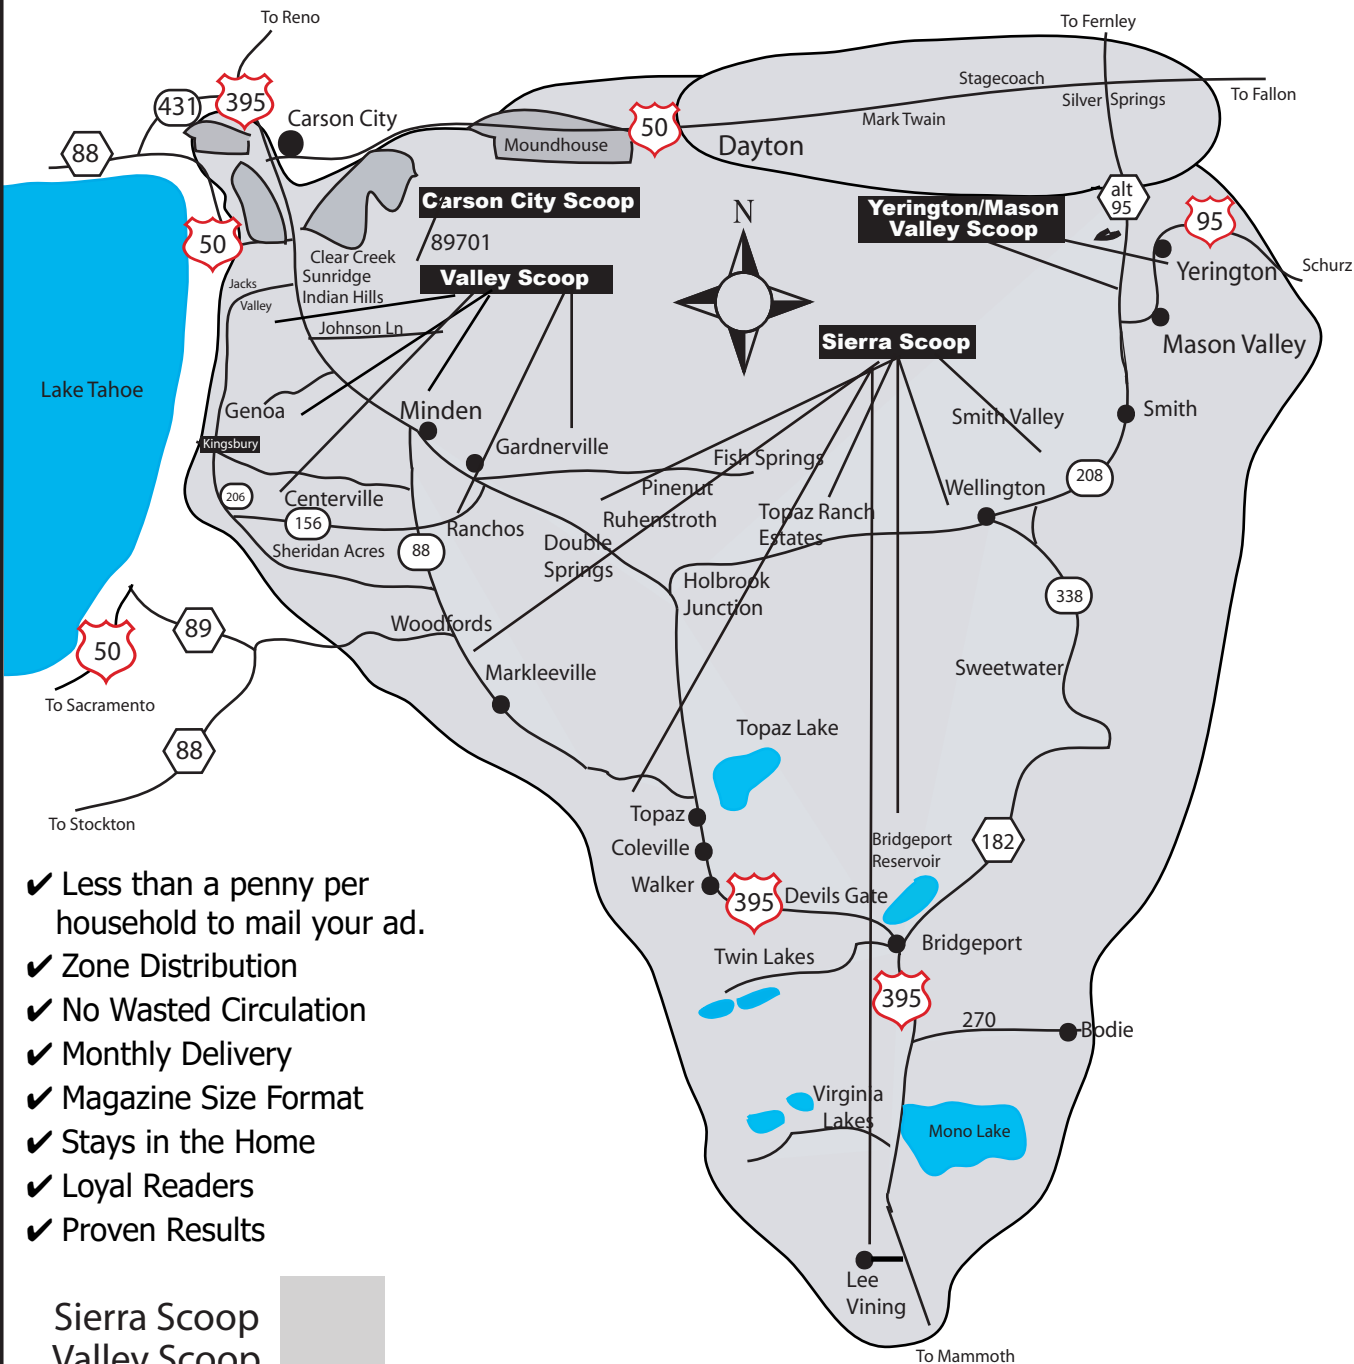 To Reno
To Fernley
431
395
Carson City
88
Moundhouse
50
Dayton
Mark Twain
Stagecoach
Silver Springs
To Fallon
Carson City Scoop
89701
Valley Scoop
N
Yerington/Mason
Valley Scoop
alt
95
95
Yerington
Schurz
Mason Valley
50
Clear Creek
Sunridge
Indian Hills
Jacks
Valley
Johnson Ln
Sierra Scoop
Lake Tahoe
Genoa
Minden
Kingsbury
Gardnerville
Smith Valley
Smith
Fish Springs
Pinenut
206
Centerville
156
Ranchos
Ruhenstroth
Topaz Ranch
Estates
Wellington
208
Sheridan Acres
88
Double
Springs
Holbrook
Junction
338
Woodfords
89
50
Markleeville
Sweetwater
To Sacramento
88
Topaz Lake
To Stockton
Topaz
Coleville
Walker
395
Devils Gate
Bridgeport
Reservoir
182
Bridgeport
Twin Lakes
395
270
Bodie
Virginia
Lakes
Mono Lake
Lee
Vining
To Mammoth
✔ Less than a penny per
household to mail your ad.
✔ Zone Distribution
✔ No Wasted Circulation
✔ Monthly Delivery
✔ Magazine Size Format
✔ Stays in the Home
✔ Loyal Readers
✔ Proven Results
Sierra Scoop
Valley Scoop